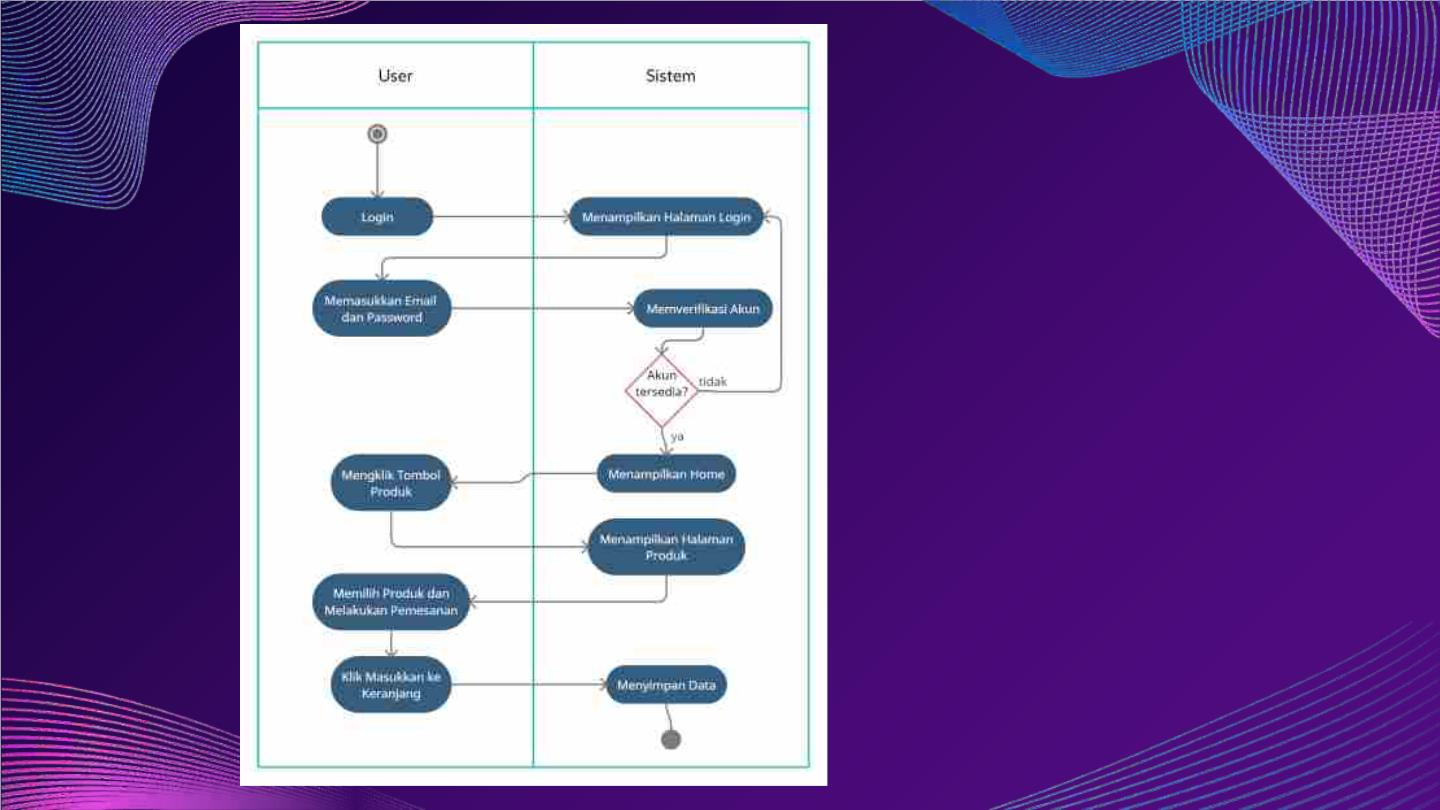 User
Sistem
Login
Menampilkan Halaman Login
Memasukkan Email
dan Password
Memverifikasi Akun
Akun
tersedia?
tidak
ya
Menampilkan Home
Mengklik Tombol
Produk
Menampilkan Halaman
Produk
Memilih Produk dan
Melakukan Pemesanan
Klik Masukkan ke
Keranjang
Menyimpan Data